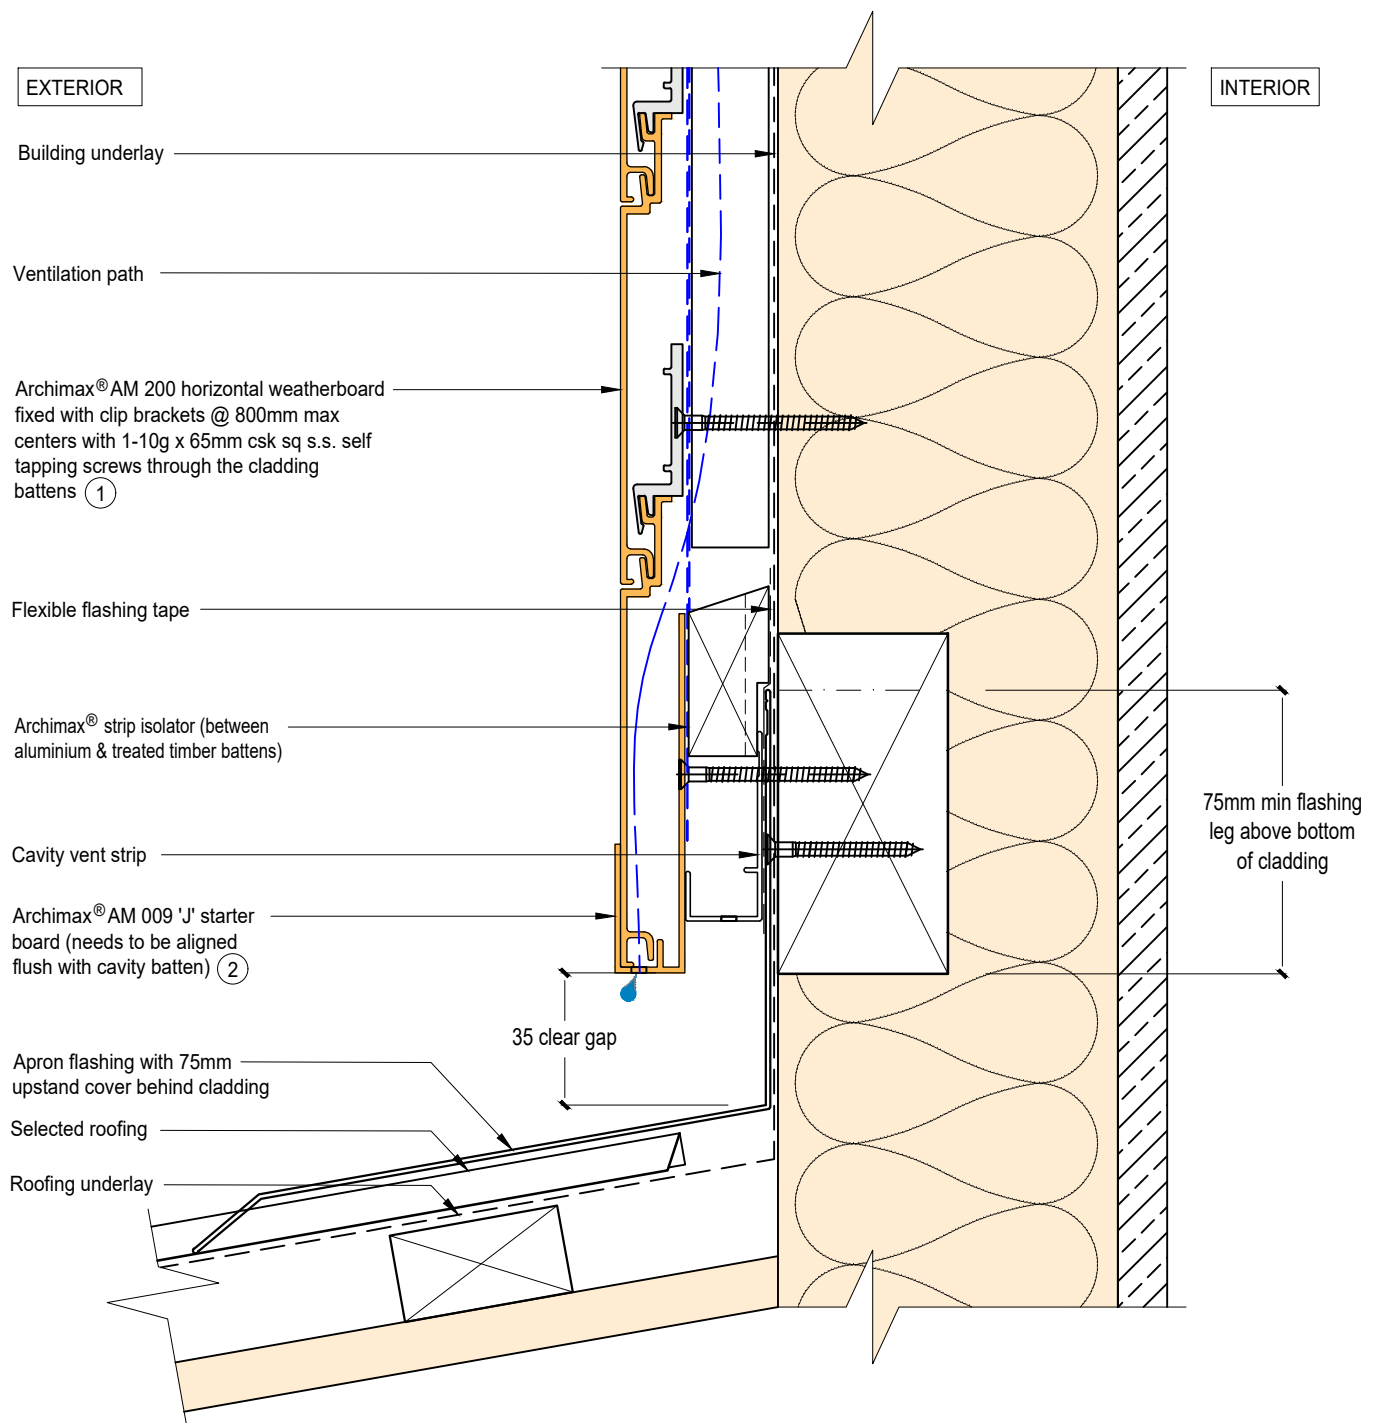 EXTERIOR
INTERIOR
Building underlay
Ventilation path
Archimax® AM 200 horizontal weatherboard
fixed with clip brackets @ 800mm max
centers with 1-10g x 65mm csk sq s.s. self
tapping screws through the cladding
battens 1
Flexible flashing tape
Archimax® strip isolator (between
aluminium & treated timber battens)
75mm min flashing
leg above bottom
of cladding
Cavity vent strip
Archimax® AM 009 'J' starter
board (needs to be aligned
flush with cavity batten) 2
35 clear gap
Apron flashing with 75mm
upstand cover behind cladding
Selected roofing
Roofing underlay